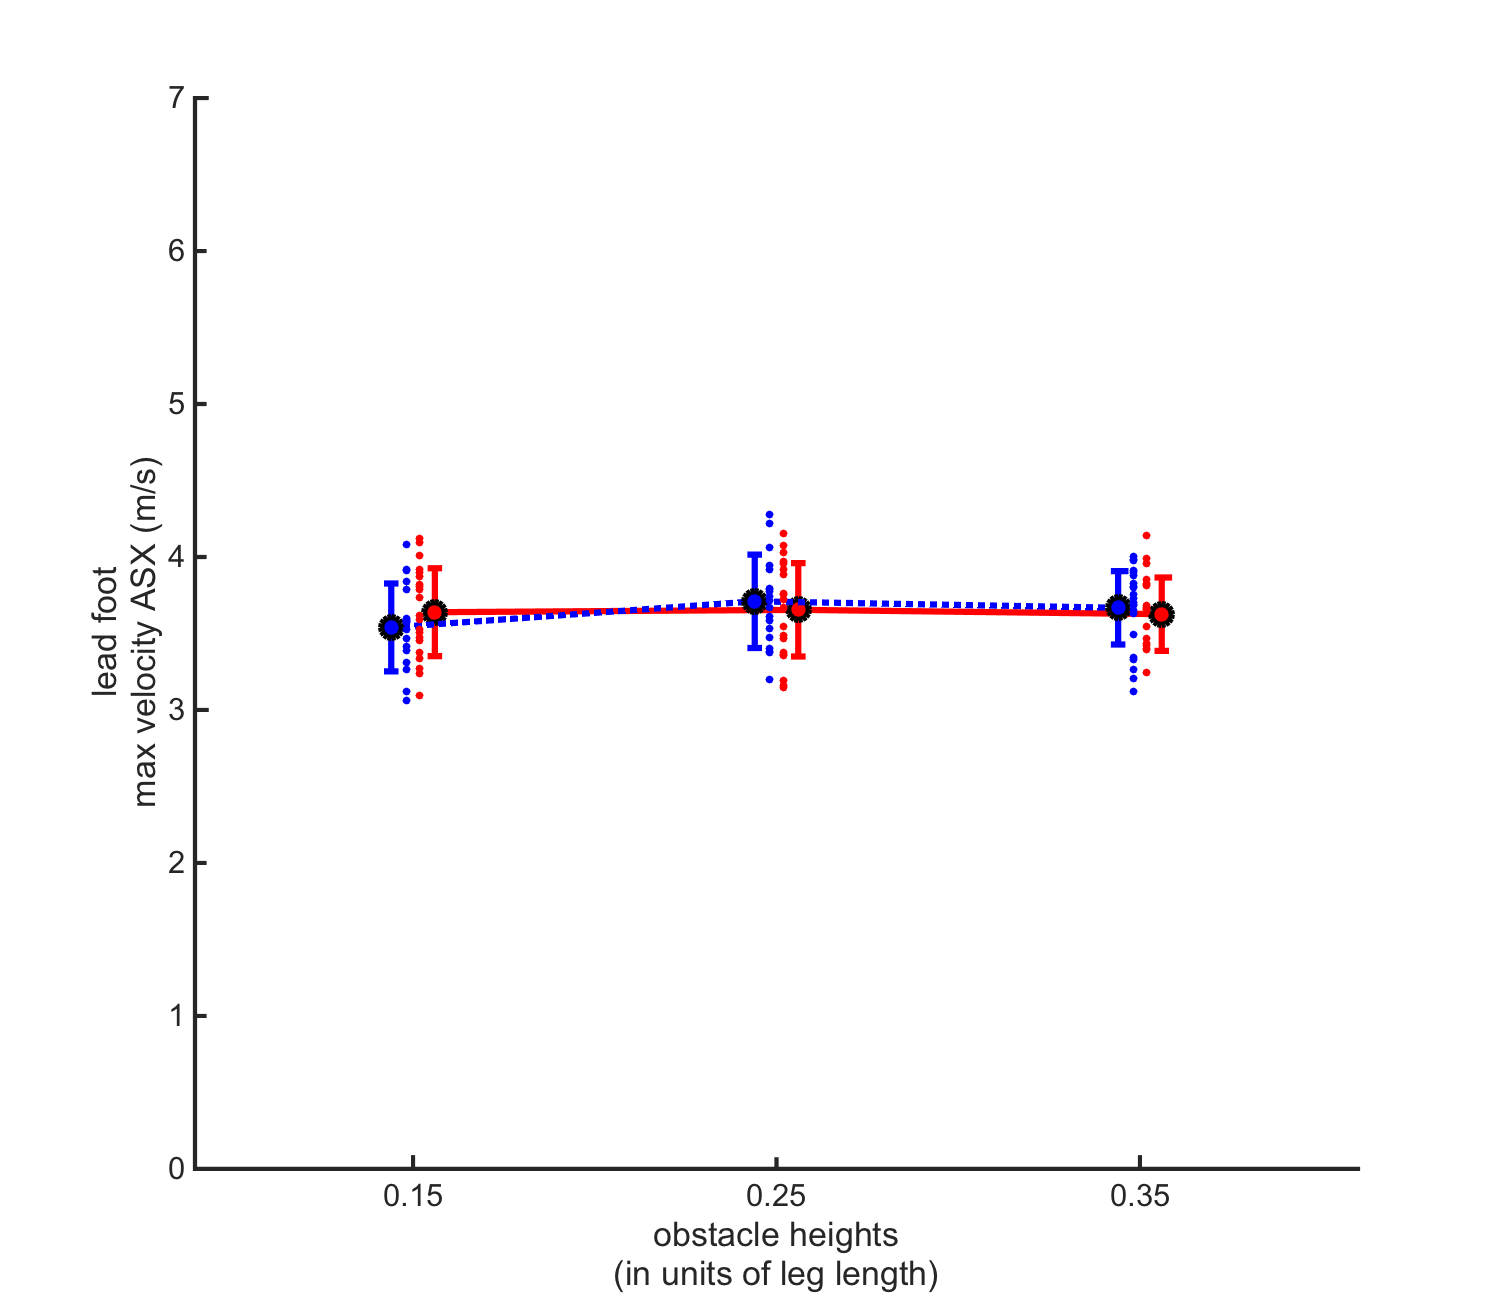 7
6
5
4
3
2
1
0
lead foot
max velocity ASX (m/s)
0.15 0.25 0.35
obstacle heights
(in units of leg length)